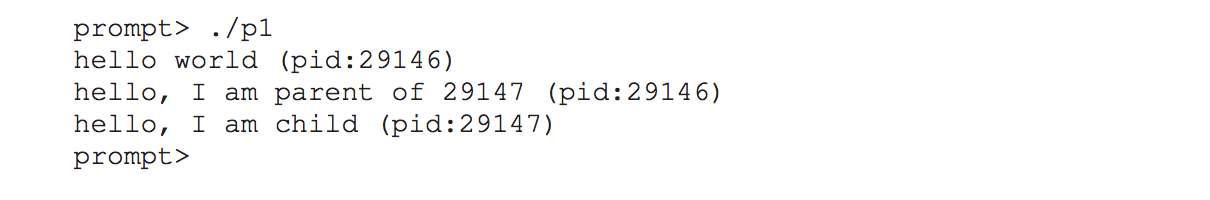 prompt> ./p1
hello world (pid:29146)
hello, I am parent of 29147 (pid:29146)
hello, I am child (pid:29147)
prompt>